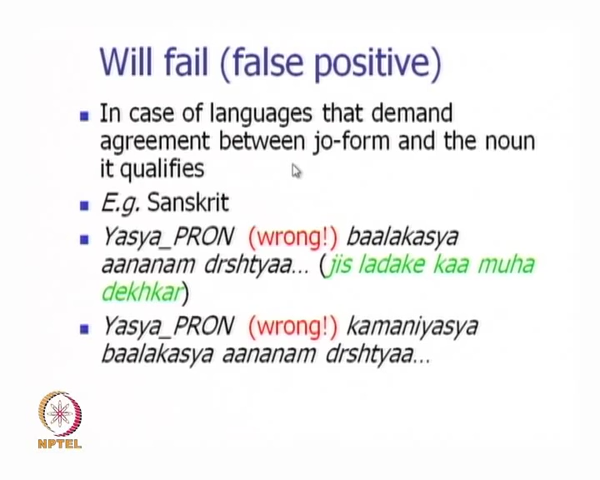 Will fail (false positive)
In case of languages that demand
agreement between jo-form and the noun
it qualifies
E.g. Sanskrit
Yasya_PRON (wrong!) baalakasya
aananam drshtyaa... (jis ladake kaa muha
dekhkar)
Yasya_PRON (wrong!) kamaniyasya
baalakasya aananam drshtyaa...
NPTEL